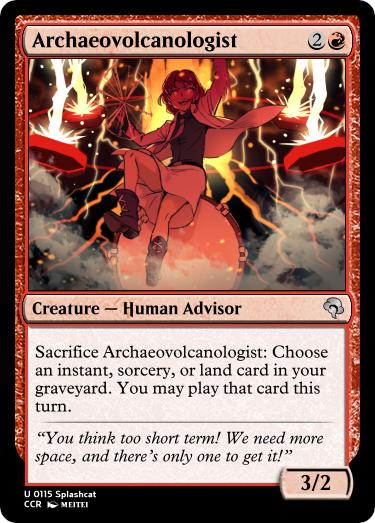 Archaeovolcanologist 2
Creature — Human Advisor
Sacrifice Archaeovolcanologist: Choose
an instant, sorcery, or land card in your
graveyard. You may play that card this
turn.
“You think too short term! We need more
space, and there’s only one to get it!”
3/2
U 0115 Splashcat
CCR MEITEI